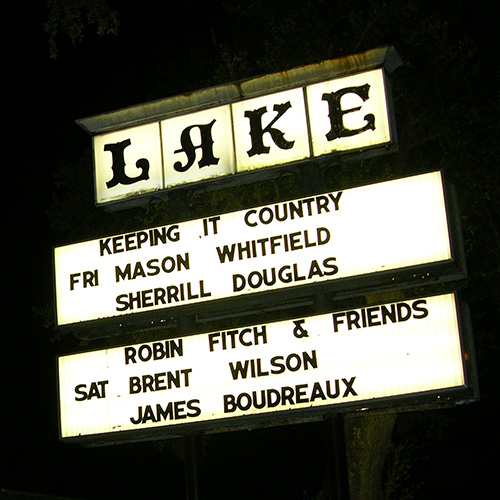 LAKE
KEEPING IT COUNTRY
FRI MASON WHITFIELD
SHERRILL DOUGLAS
ROBIN FITCH & FRIENDS
SAT BRENT WILSON
JAMES BOUDREAUX